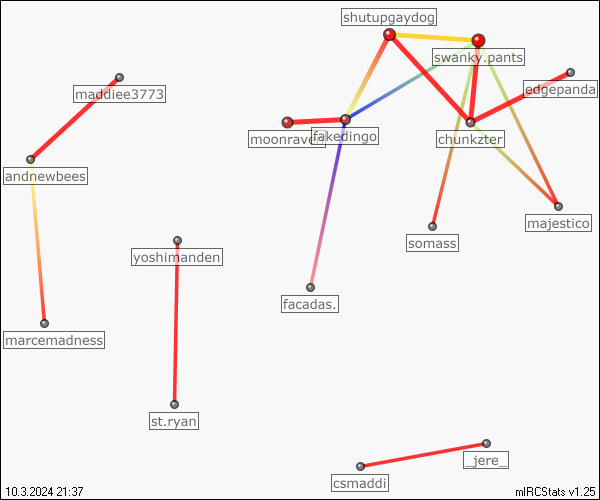 shutupgaydog
swanky.pants
maddiee3773
edgepanda
moonraven
fakedingo
chunkzter
andnewbees
majestico
somass
yoshimanden
facadas.
marcemadness
st.ryan
_jere_
csmaddi
10.3.2024 21:37
mIRCStats v1.25